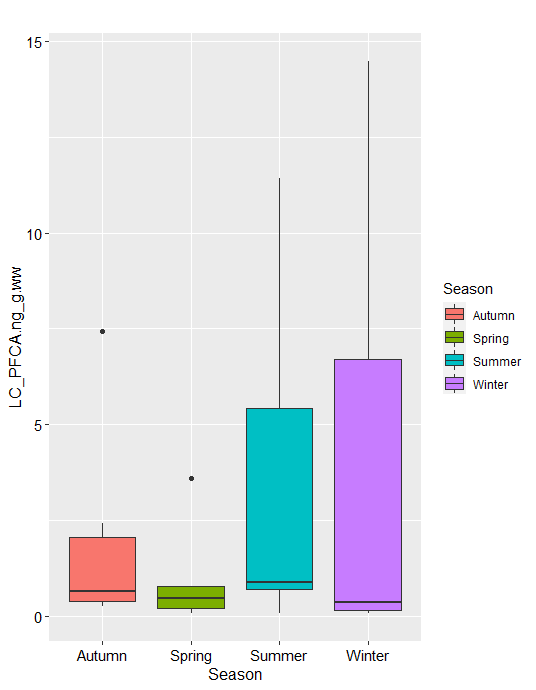 15
10
5
0
LC_PFCA.ng_g.ww
Autumn Spring Summer Winter
Season
Season
Autumn
Spring
Summer
Winter